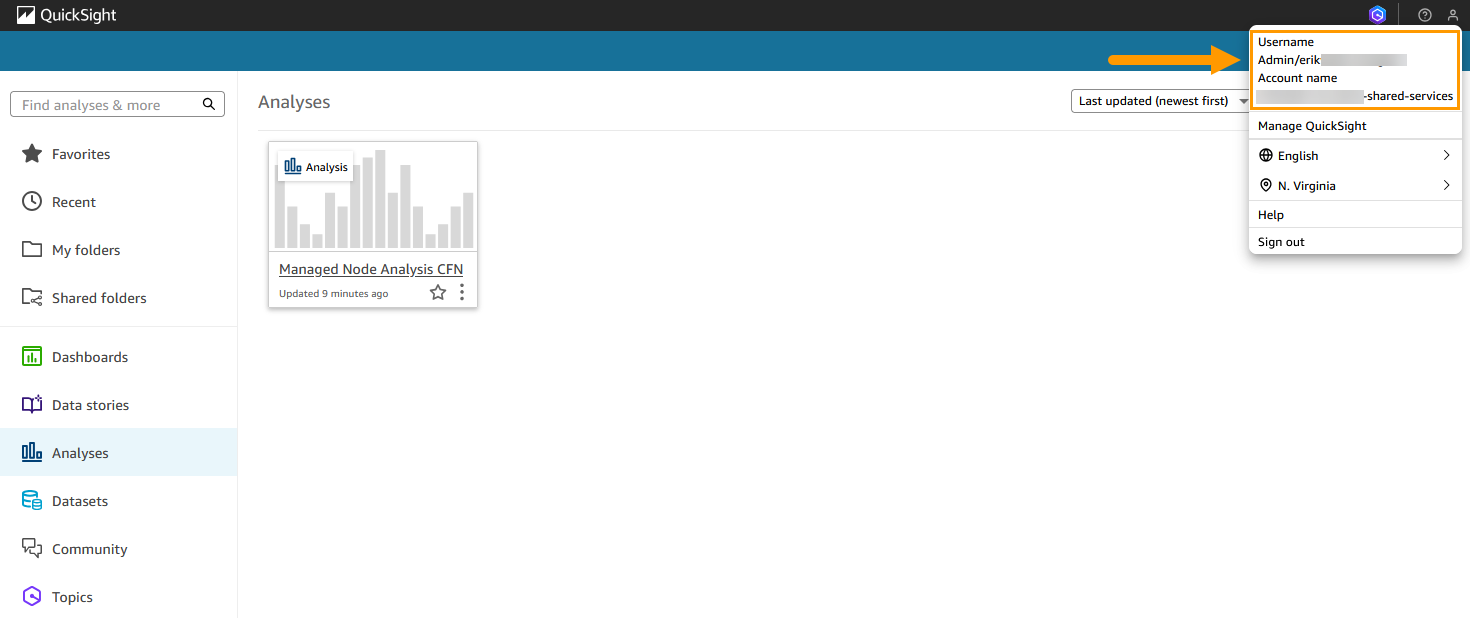 QuickSight
Username
Admin/erik
Account name
-shared-services
Manage QuickSight
English
N. Virginia
Help
Sign out
Find analyses & more
Favorites
Recent
My folders
Shared folders
Dashboards
Data stories
Analyses
Datasets
Community
Topics
Analyses
Last updated (newest first)
Analysis
Managed Node Analysis CFN
Updated 9 minutes ago